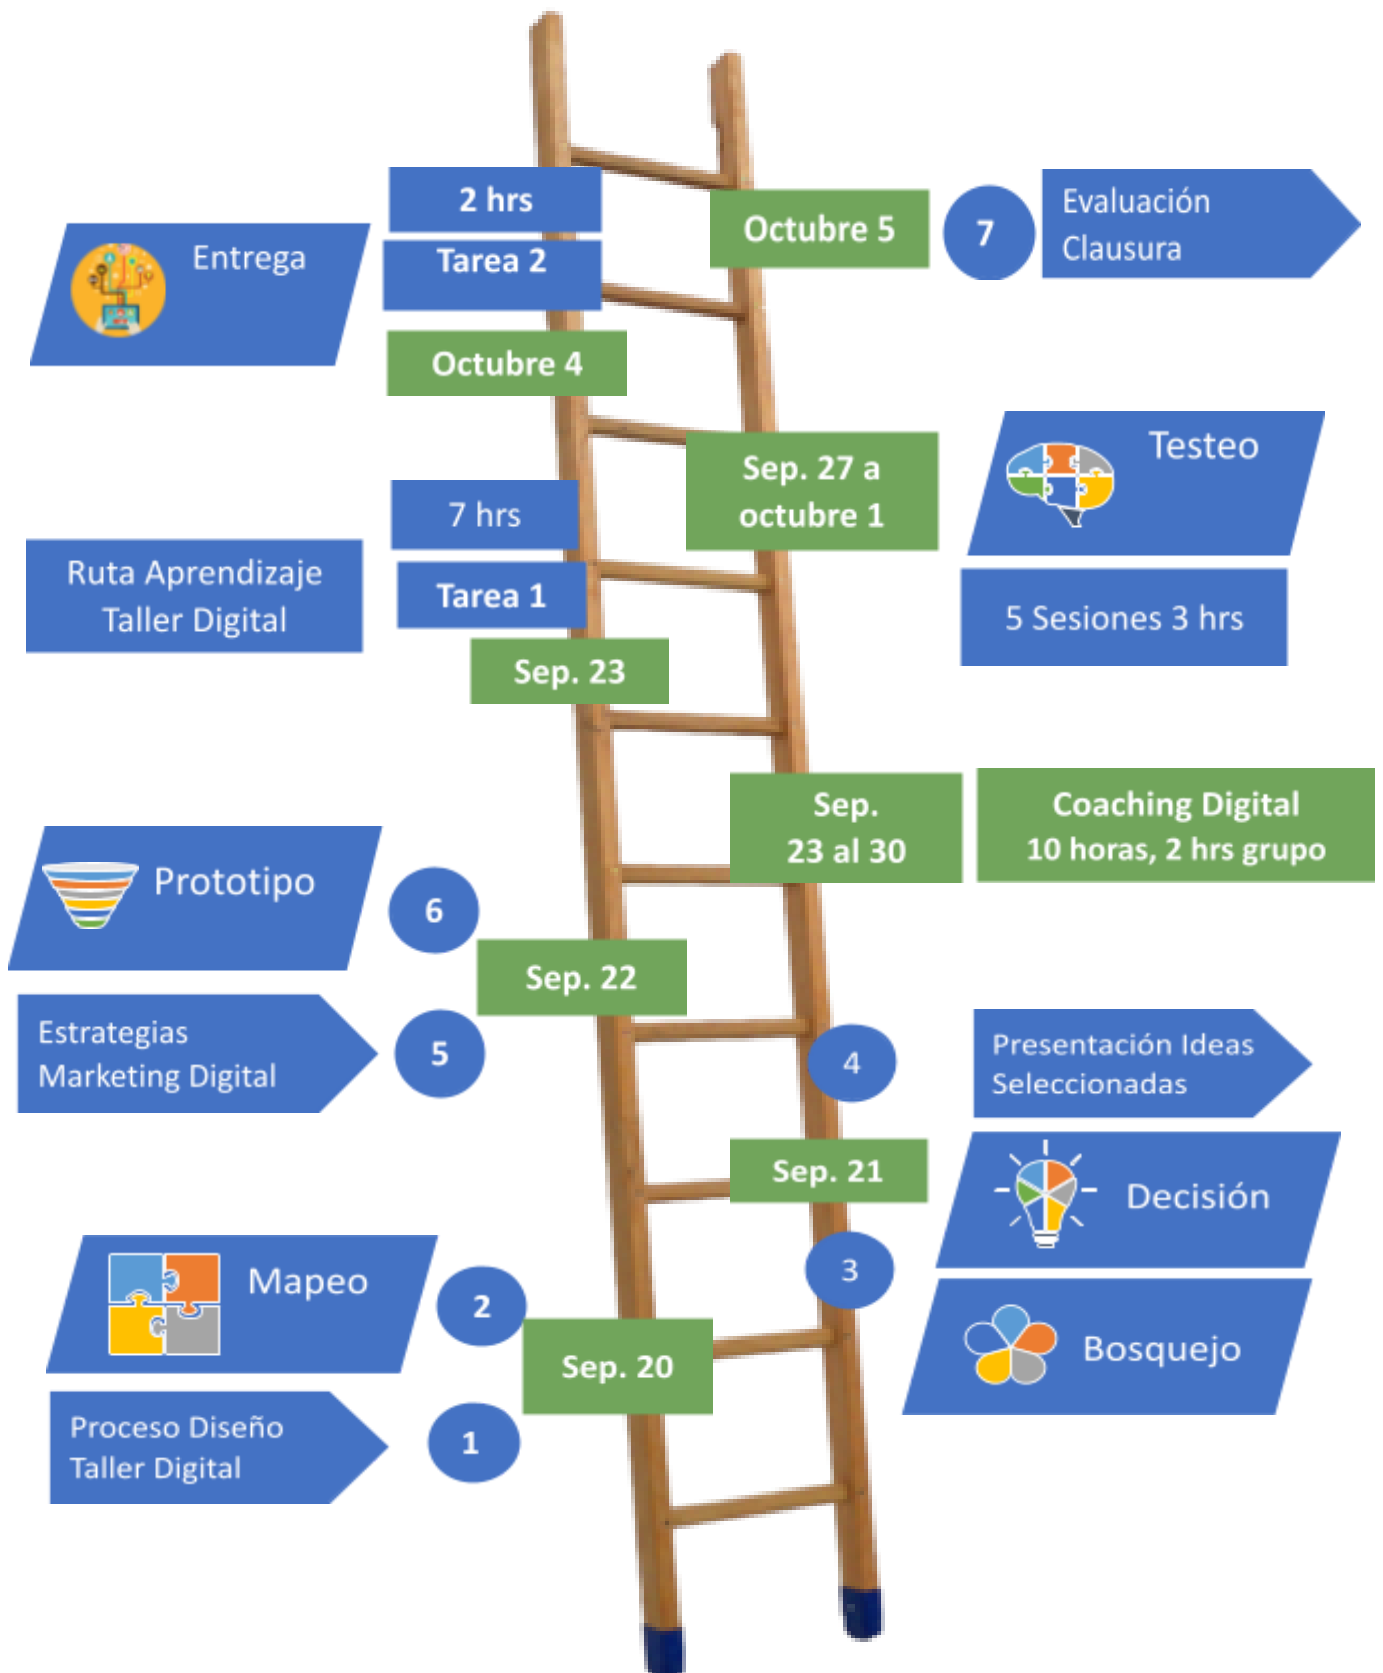 2 hrs
Tarea 2
Entrega
Octubre 4
Octubre 5
7
Evaluación
Clausura
Sep. 27 a
octubre 1
Testeo
5 Sesiones 3 hrs
7 hrs
Tarea 1
Ruta Aprendizaje
Taller Digital
Sep. 23
Sep.
23 al 30
Coaching Digital
10 horas, 2 hrs grupo
Prototipo
6
Sep. 22
Estrategias
Marketing Digital
5
4
Presentación Ideas
Seleccionadas
Sep. 21
Decisión
3
Bosquejo
Mapeo
2
Sep. 20
Proceso Diseño
Taller Digital
1